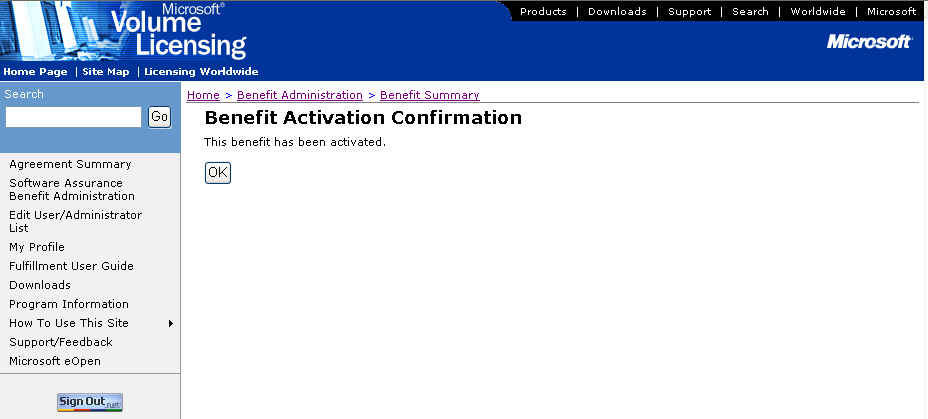 Microsoft®
Volume
Licensing
Products | Downloads | Support | Search | Worldwide | Microsoft
Microsoft
Home Page | Site Map | Licensing Worldwide
Search
Go
Home > Benefit Administration > Benefit Summary
Benefit Activation Confirmation
This benefit has been activated.
OK
Agreement Summary
Software Assurance
Benefit Administration
Edit User/Administrator
List
My Profile
Fulfillment User Guide
Downloads
Program Information
How To Use This Site
Support/Feedback
Microsoft eOpen
Sign Out .net